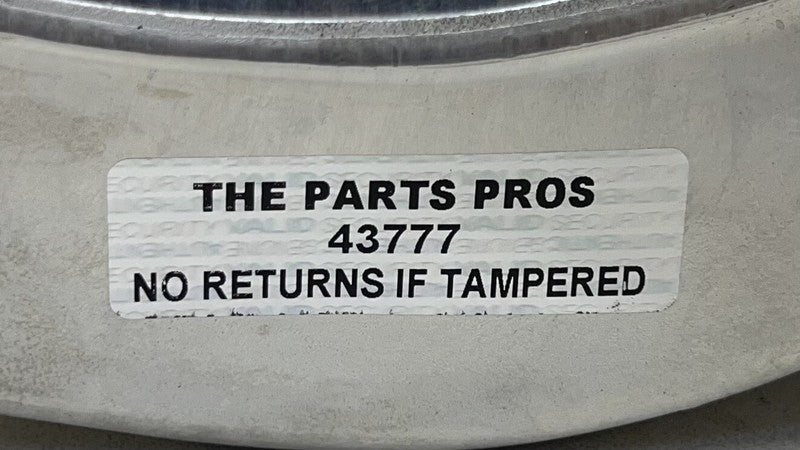 THE PARTS PROS
43777
NO RETURNS IF TAMPERED